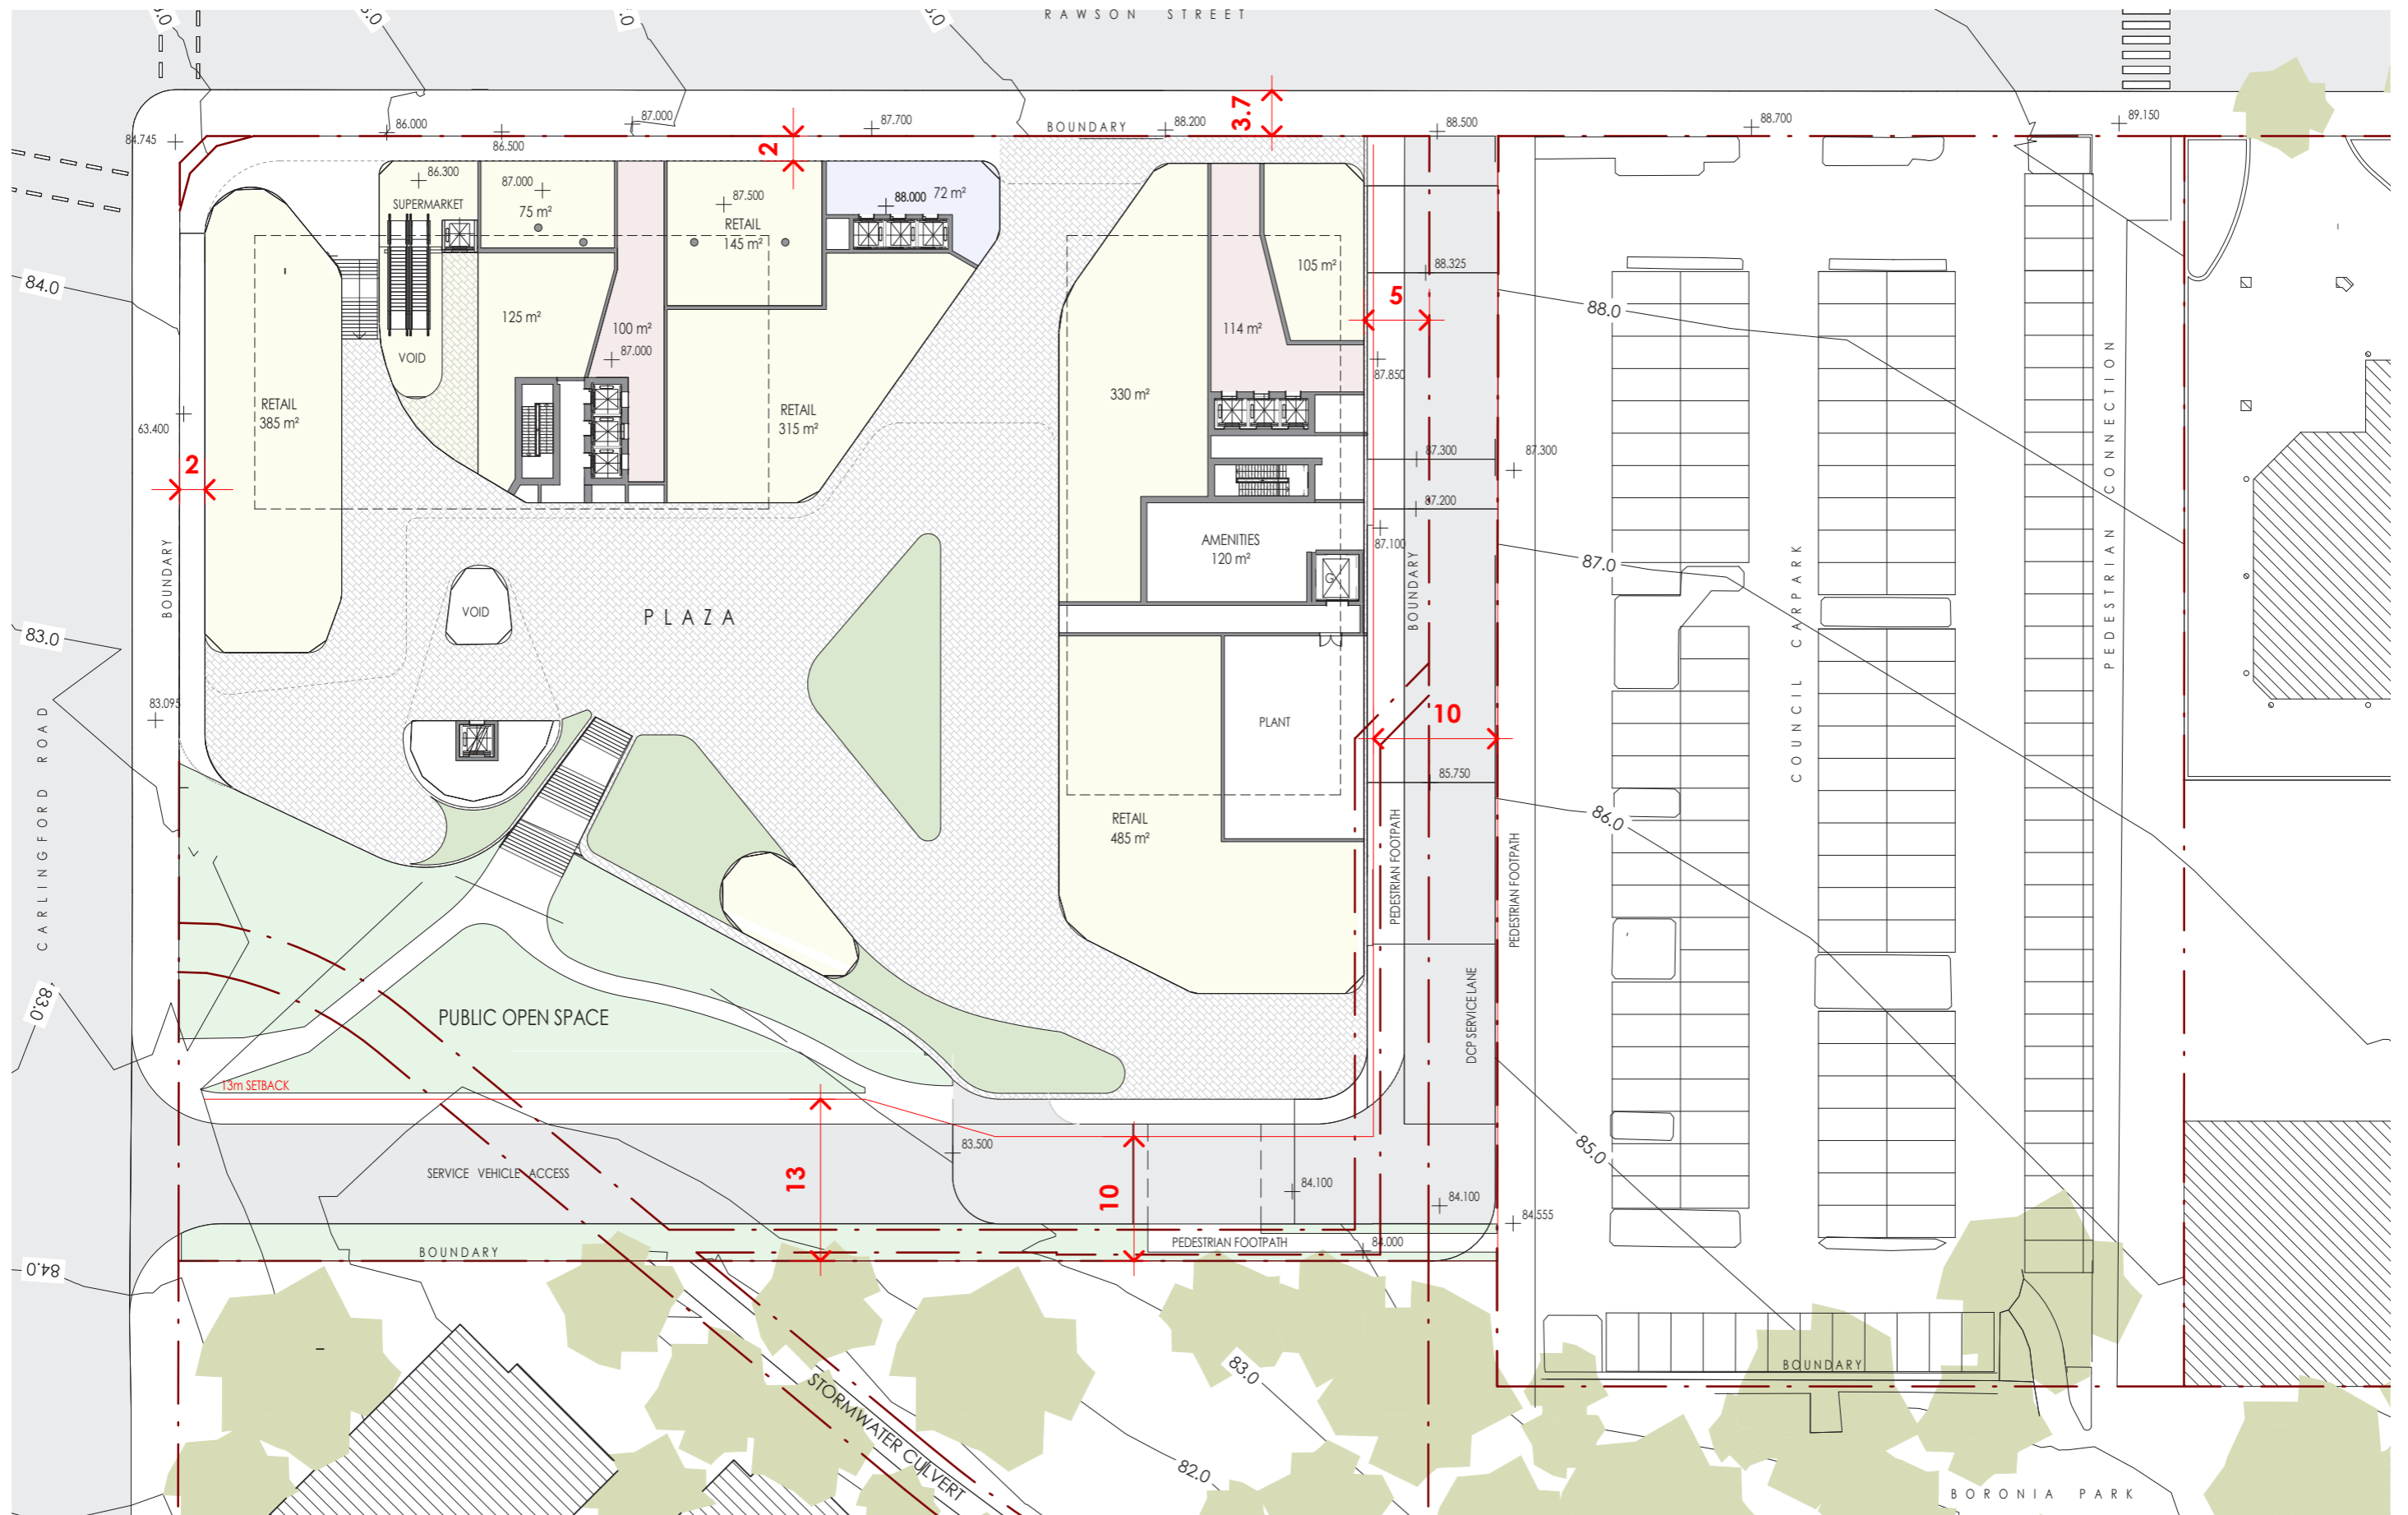 RAWSON STREET
3.7
84.745
86.000
86.500
87.000
87.700
BOUNDARY
88.200
88.500
88.700
89.150
2
86.300
SUPERMARKET
87.000
75 m²
87.500
RETAIL
145 m²
88.000
72 m²
105 m²
88.325
5
84.0
88.0
125 m²
100 m²
87.000
114 m²
VOID
87.850
RETAIL
385 m²
RETAIL
315 m²
330 m²
63.400
2
87.300
87.300
87.200
AMENITIES
120 m²
G
87.100
87.0
BOUNDARY
BOUNDARY
COUNCIL CARPARK
PEDESTRIAN CONNECTION
VOID
PLAZA
83.0
83.095
PLANT
10
85.750
RETAIL
485 m²
86.0
CARLINGFORD ROAD
PEDESTRIAN FOOTPATH
PEDESTRIAN FOOTPATH
83.0
PUBLIC OPEN SPACE
DCP SERVICE LANE
13m SETBACK
83.500
SERVICE VEHICLE ACCESS
13
10
84.100
84.100
84.555
85.0
BOUNDARY
PEDESTRIAN FOOTPATH
84.000
84.0
83.0
BOUNDARY
STORMWATER CULVERT
82.0
BORONIA PARK